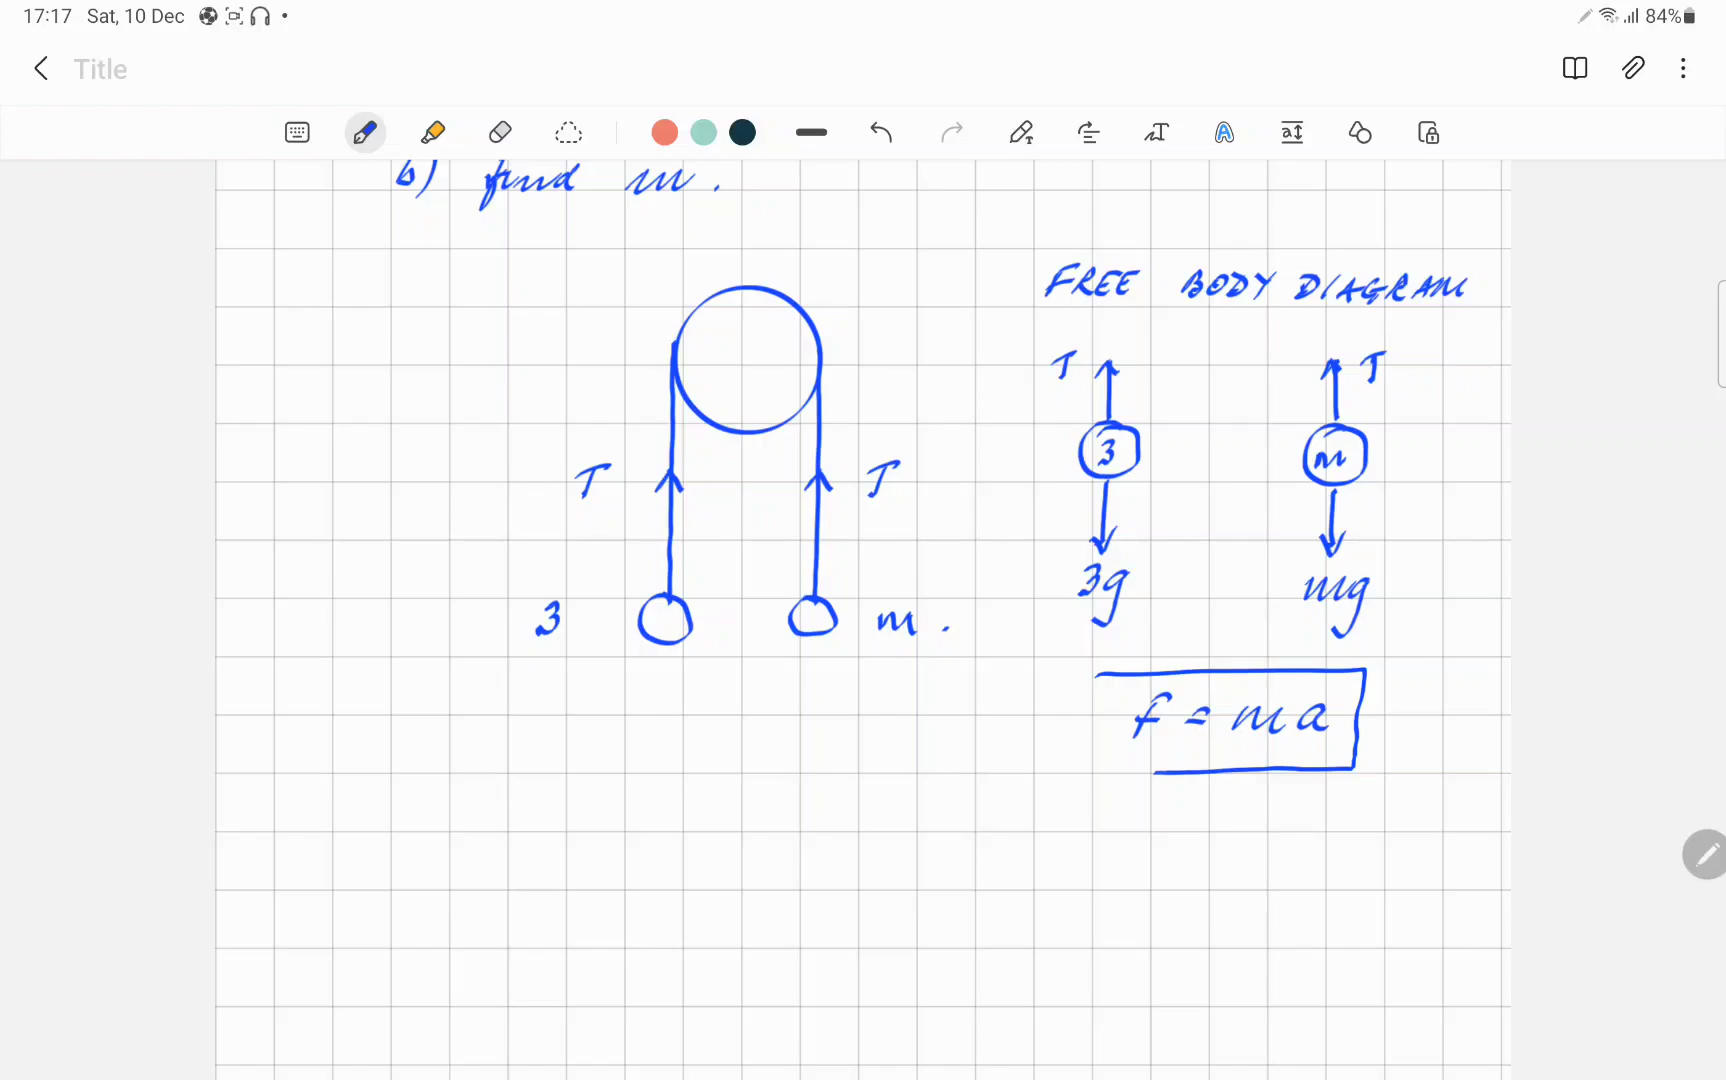 17:17 Sat, 10 Dec
84%
Title
b) find m.
FREE BODY DIAGRAM
T T
T T
3 m
3g mg
3 m.
f = ma